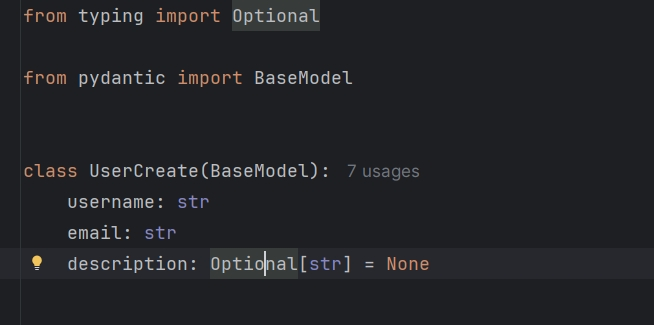 from typing import Optional
from pydantic import BaseModel
class UserCreate(BaseModel): 7 usages
    username: str
    email: str
    description: Optional[str] = None